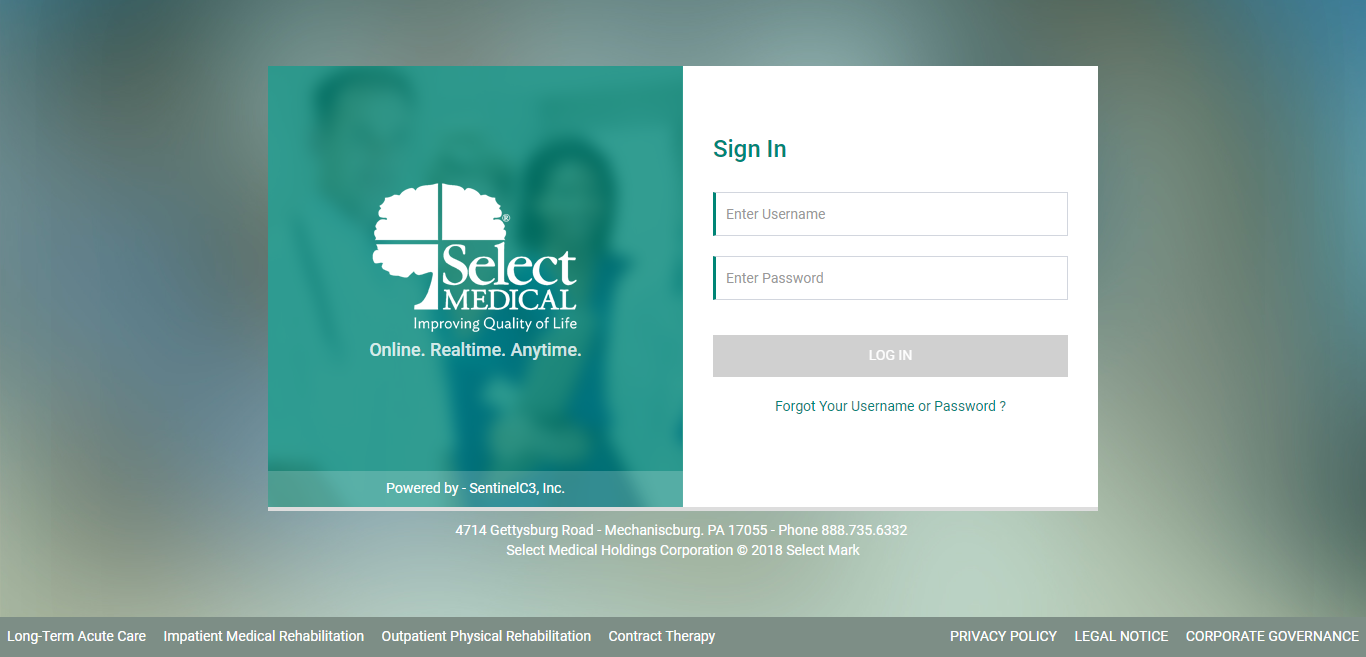 Sign In
Enter Username
Enter Password
LOG IN
Forgot Your Username or Password ?
®
Select
MEDICAL
Improving Quality of Life
Online. Realtime. Anytime.
Powered by - SentinelC3, Inc.
4714 Gettysburg Road - Mechaniscburg. PA 17055 - Phone 888.735.6332
Select Medical Holdings Corporation © 2018 Select Mark
Long-Term Acute Care Impatient Medical Rehabilitation Outpatient Physical Rehabilitation Contract Therapy PRIVACY POLICY LEGAL NOTICE CORPORATE GOVERNANCE